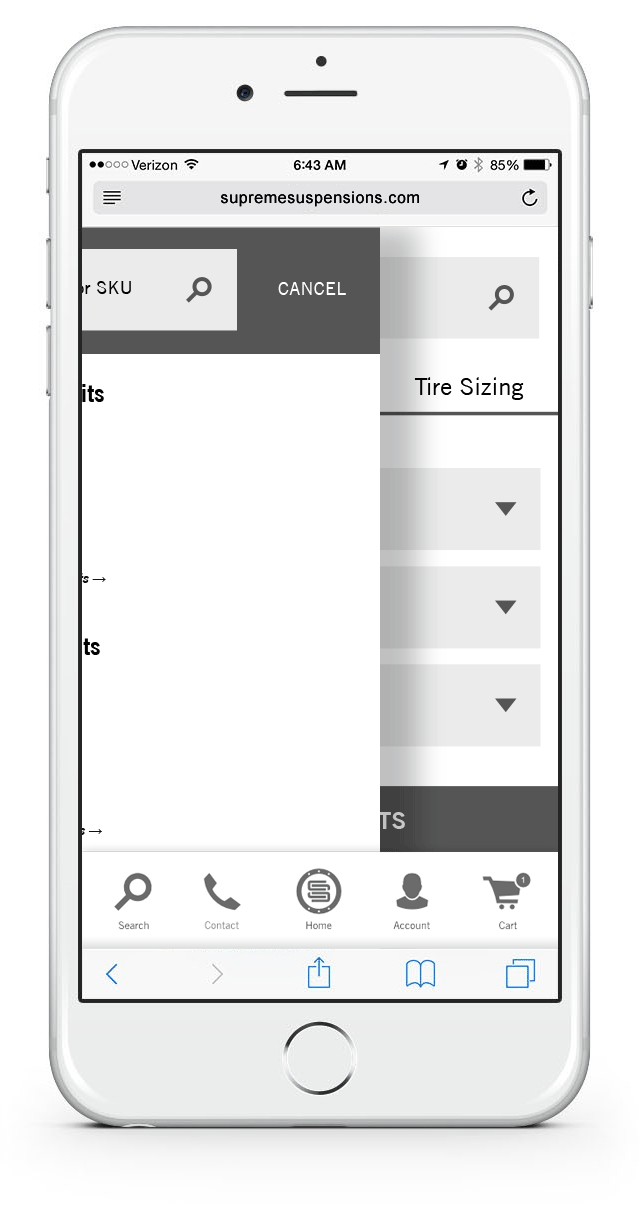 Verizon 6:43 AM 85%
supremesuspensions.com
or SKU CANCEL
its
Tire Sizing
→
ts
→
TS
1
Search Contact Home Account Cart